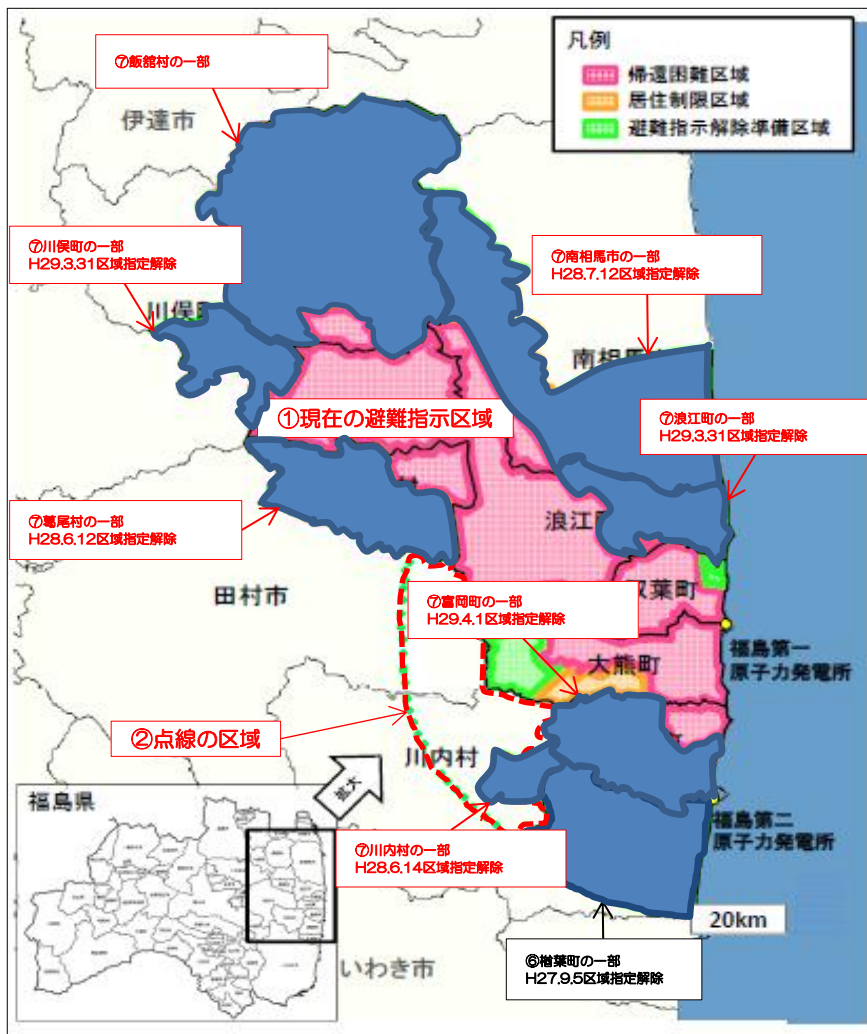 ⑦飯舘村の一部
凡例
帰還困難区域
居住制限区域
避難指示解除準備区域
伊達市
⑦川俣町の一部
H29.3.31区域指定解除
⑦南相馬市の一部
H28.7.12区域指定解除
川俣
南相馬
①現在の避難指示区域
⑦浪江町の一部
H29.3.31区域指定解除
⑦葛尾村の一部
H28.6.12区域指定解除
浪江
田村市
双葉町
⑦富岡町の一部
H29.4.1区域指定解除
福島第一
原子力発電所
大熊町
②点線の区域
川内村
拡大
福島県
福島第二
原子力発電所
⑦川内村の一部
H28.6.14区域指定解除
20km
いわき市
⑥楢葉町の一部
H27.9.5区域指定解除